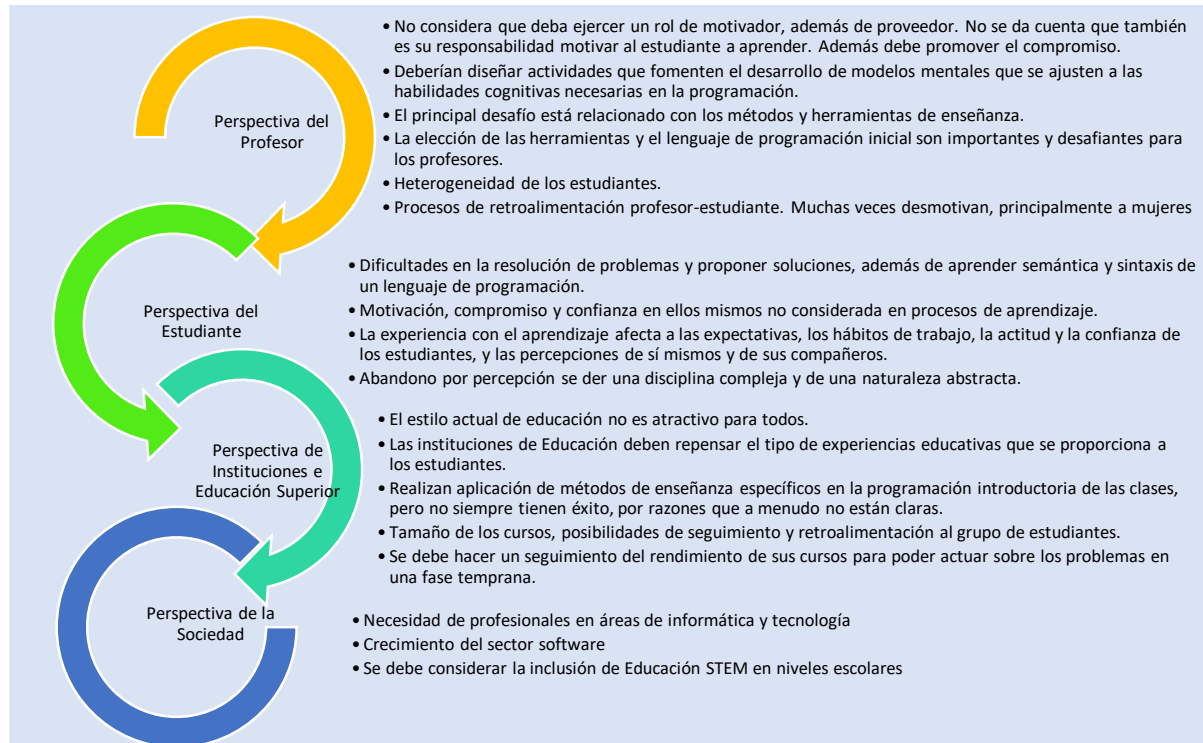 Perspectiva del
Profesor
• No considera que deba ejercer un rol de motivador, además de proveedor. No se da cuenta que también
es su responsabilidad motivar al estudiante a aprender. Además debe promover el compromiso.
• Deberían diseñar actividades que fomenten el desarrollo de modelos mentales que se ajusten a las
habilidades cognitivas necesarias en la programación.
• El principal desafío está relacionado con los métodos y herramientas de enseñanza.
• La elección de las herramientas y el lenguaje de programación inicial son importantes y desafiantes para
los profesores.
• Heterogeneidad de los estudiantes.
• Procesos de retroalimentación profesor-estudiante. Muchas veces desmotivan, principalmente a mujeres
Perspectiva del
Estudiante
• Dificultades en la resolución de problemas y proponer soluciones, además de aprender semántica y sintaxis de
un lenguaje de programación.
• Motivación, compromiso y confianza en ellos mismos no considerada en procesos de aprendizaje.
• La experiencia con el aprendizaje afecta a las expectativas, los hábitos de trabajo, la actitud y la confianza de
los estudiantes, y las percepciones de sí mismos y de sus compañeros.
• Abandono por percepción se der una disciplina compleja y de una naturaleza abstracta.
Perspectiva de
Instituciones e
Educación Superior
• El estilo actual de educación no es atractivo para todos.
• Las instituciones de Educación deben repensar el tipo de experiencias educativas que se proporciona a
los estudiantes.
• Realizan aplicación de métodos de enseñanza específicos en la programación introductoria de las clases,
pero no siempre tienen éxito, por razones que a menudo no están claras.
• Tamaño de los cursos, posibilidades de seguimiento y retroalimentación al grupo de estudiantes.
• Se debe hacer un seguimiento del rendimiento de sus cursos para poder actuar sobre los problemas en
una fase temprana.
Perspectiva de la
Sociedad
• Necesidad de profesionales en áreas de informática y tecnología
• Crecimiento del sector software
• Se debe considerar la inclusión de Educación STEM en niveles escolares